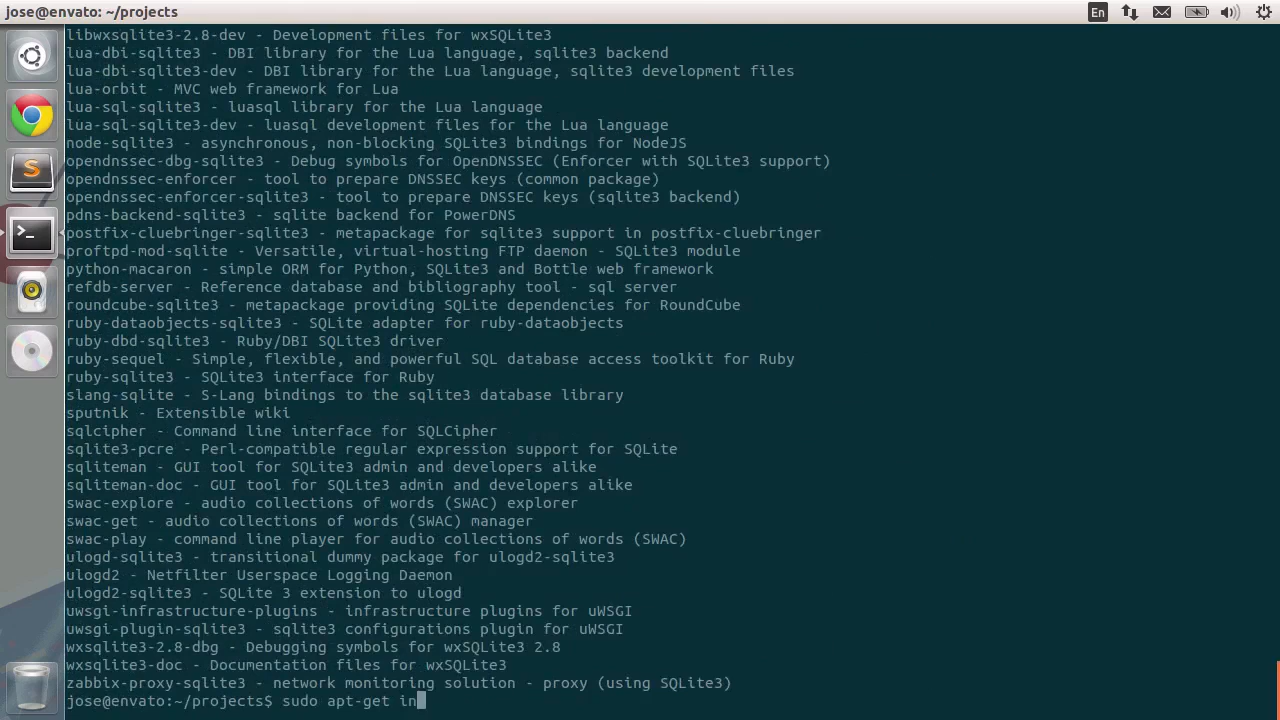 jose@envato: ~/projects
En
libwxsqlite3-2.8-dev - Development files for wxSQLite3
lua-dbi-sqlite3 - DBI library for the Lua language, sqlite3 backend
lua-dbi-sqlite3-dev - DBI library for the Lua language, sqlite3 development files
lua-orbit - MVC web framework for Lua
lua-sql-sqlite3 - luasql library for the Lua language
lua-sql-sqlite3-dev - luasql development files for the Lua language
node-sqlite3 - asynchronous, non-blocking SQLite3 bindings for NodeJS
opendnssec-dbg-sqlite3 - Debug symbols for OpenDNSSEC (Enforcer with SQLite3 support)
opendnssec-enforcer - tool to prepare DNSSEC keys (common package)
opendnssec-enforcer-sqlite3 - tool to prepare DNSSEC keys (sqlite3 backend)
pdns-backend-sqlite3 - sqlite backend for PowerDNS
postfix-cluebringer-sqlite3 - metapackage for sqlite3 support in postfix-cluebringer
proftpd-mod-sqlite - Versatile, virtual-hosting FTP daemon - SQLite3 module
python-macaron - simple ORM for Python, SQLite3 and Bottle web framework
refdb-server - Reference database and bibliography tool - sql server
roundcube-sqlite3 - metapackage providing SQLite dependencies for RoundCube
ruby-dataobjects-sqlite3 - SQLite adapter for ruby-dataobjects
ruby-dbd-sqlite3 - Ruby/DBI SQLite3 driver
ruby-sequel - Simple, flexible, and powerful SQL database access toolkit for Ruby
ruby-sqlite3 - SQLite3 interface for Ruby
slang-sqlite - S-Lang bindings to the sqlite3 database library
sputnik - Extensible wiki
sqlcipher - Command line interface for SQLCipher
sqlite3-pcre - Perl-compatible regular expression support for SQLite
sqliteman - GUI tool for SQLite3 admin and developers alike
sqliteman-doc - GUI tool for SQLite3 admin and developers alike
swac-explore - audio collections of words (SWAC) explorer
swac-get - audio collections of words (SWAC) manager
swac-play - command line player for audio collections of words (SWAC)
ulogd-sqlite3 - transitional dummy package for ulogd2-sqlite3
ulogd2 - Netfilter Userspace Logging Daemon
ulogd2-sqlite3 - SQLite 3 extension to ulogd
uwsgi-infrastructure-plugins - infrastructure plugins for uWSGI
uwsgi-plugin-sqlite3 - sqlite3 configurations plugin for uWSGI
wxsqlite3-2.8-dbg - Debugging symbols for wxSQLite3 2.8
wxsqlite3-doc - Documentation files for wxSQLite3
zabbix-proxy-sqlite3 - network monitoring solution - proxy (using SQLite3)
jose@envato:~/projects$ sudo apt-get in